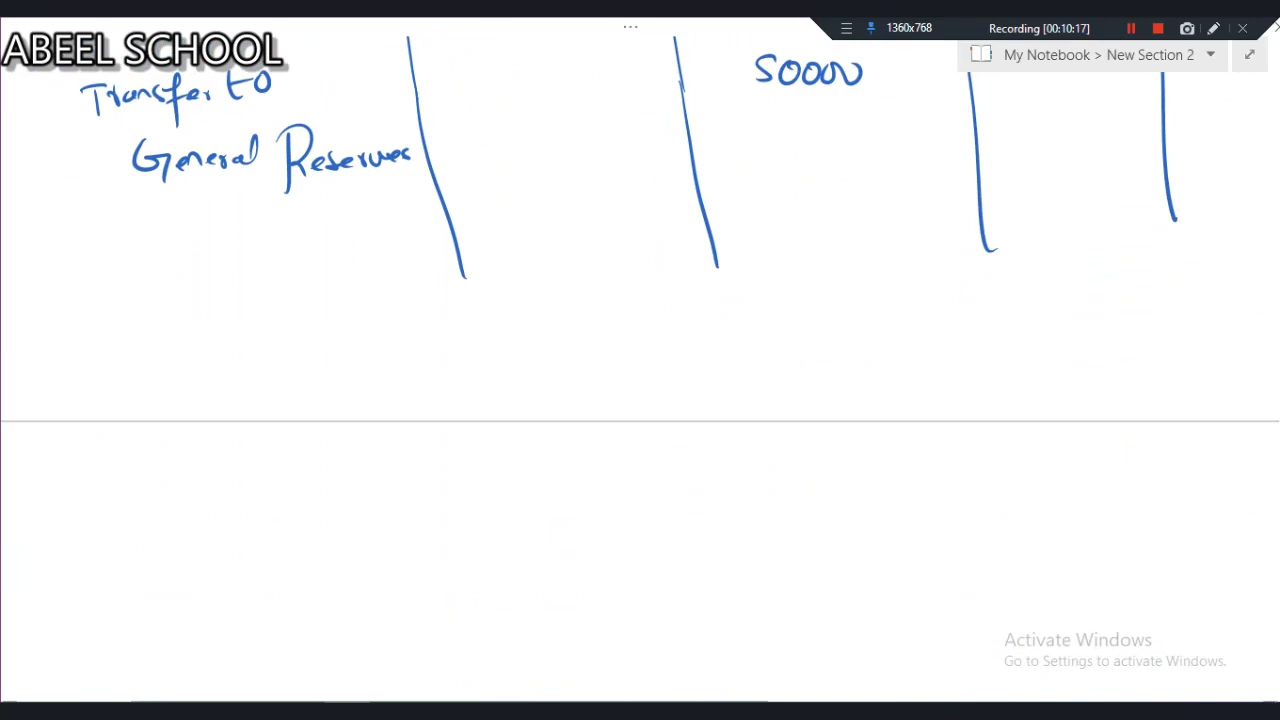 1360x768
Recording [00:10:17]
ABEEL SCHOOL
My Notebook > New Section 2
Transfer to
50000
General Reserves
Activate Windows
Go to Settings to activate Windows.